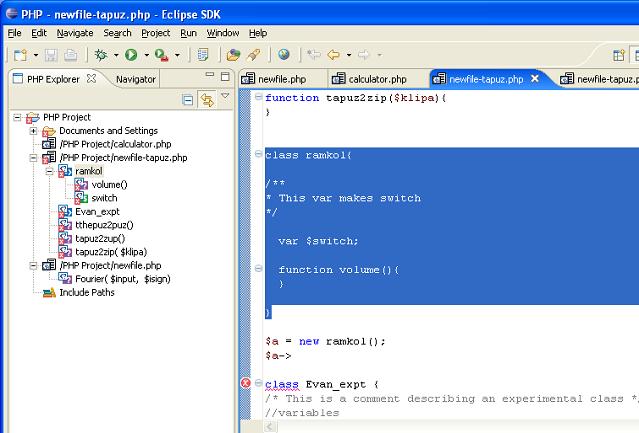 PHP - newfile-tapuz.php - Eclipse SDK
File Edit Navigate Search Project Run Window Help
PHP Explorer Navigator
newfile.php calculator.php newfile-tapuz.php newfile-tapuz.p
PHP Project
Documents and Settings
/PHP Project/calculator.php
/PHP Project/newfile-tapuz.php
ramkol
volume()
switch
Evan_expt
tthepuz2puz()
tapuz2zup()
tapuz2zip( $klipa)
/PHP Project/newfile.php
Fourier( $input, $isign)
Include Paths
function tapuz2zip($klipa){
}
class ramkol{
/**
* This var makes switch
*/
var $switch;
function volume(){
}
}
$a = new ramkol();
$a->
class Evan_expt {
/* This is a comment describing an experimental class *
//variables